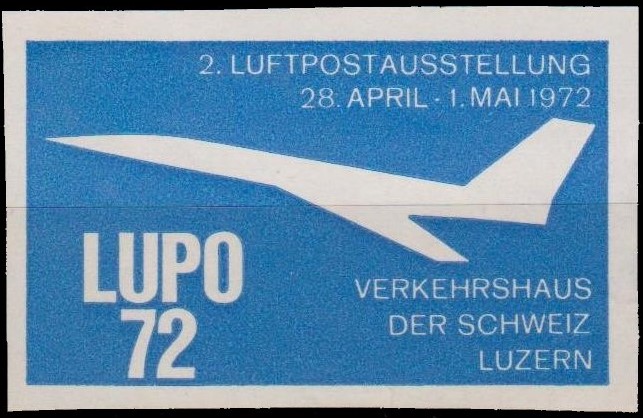 2. LUFTPOSTAUSSTELLUNG
28. APRIL · 1. MAI 1972
LUPO
72
VERKEHRSHAUS
DER SCHWEIZ
LUZERN